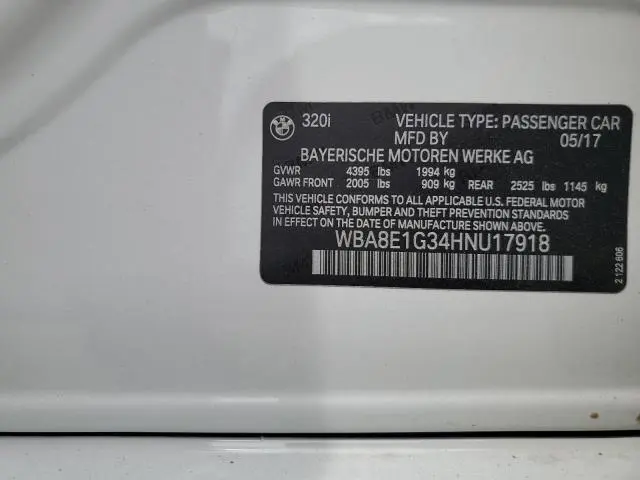 320i VEHICLE TYPE: PASSENGER CAR
MFD BY 05/17
BAYERISCHE MOTOREN WERKE AG
GVWR 4395 lbs 1994 kg
GAWR FRONT 2005 lbs 909 kg REAR 2525 lbs 1145 kg
THIS VEHICLE CONFORMS TO ALL APPLICABLE U.S. FEDERAL MOTOR
VEHICLE SAFETY, BUMPER AND THEFT PREVENTION STANDARDS
IN EFFECT ON THE DATE OF MANUFACTURE SHOWN ABOVE.
WBA8E1G34HNU17918
2 122 606